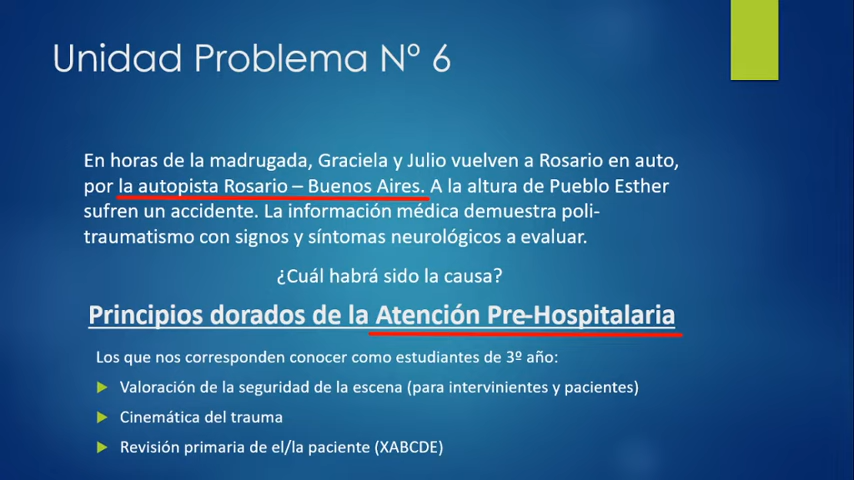 Unidad Problema N° 6
En horas de la madrugada, Graciela y Julio vuelven a Rosario en auto,
por la autopista Rosario – Buenos Aires. A la altura de Pueblo Esther
sufren un accidente. La información médica demuestra poli-
traumatismo con signos y síntomas neurológicos a evaluar.
¿Cuál habrá sido la causa?
Principios dorados de la Atención Pre-Hospitalaria
Los que nos corresponden conocer como estudiantes de 3º año:
Valoración de la seguridad de la escena (para intervinientes y pacientes)
Cinemática del trauma
Revisión primaria de el/la paciente (XABCDE)